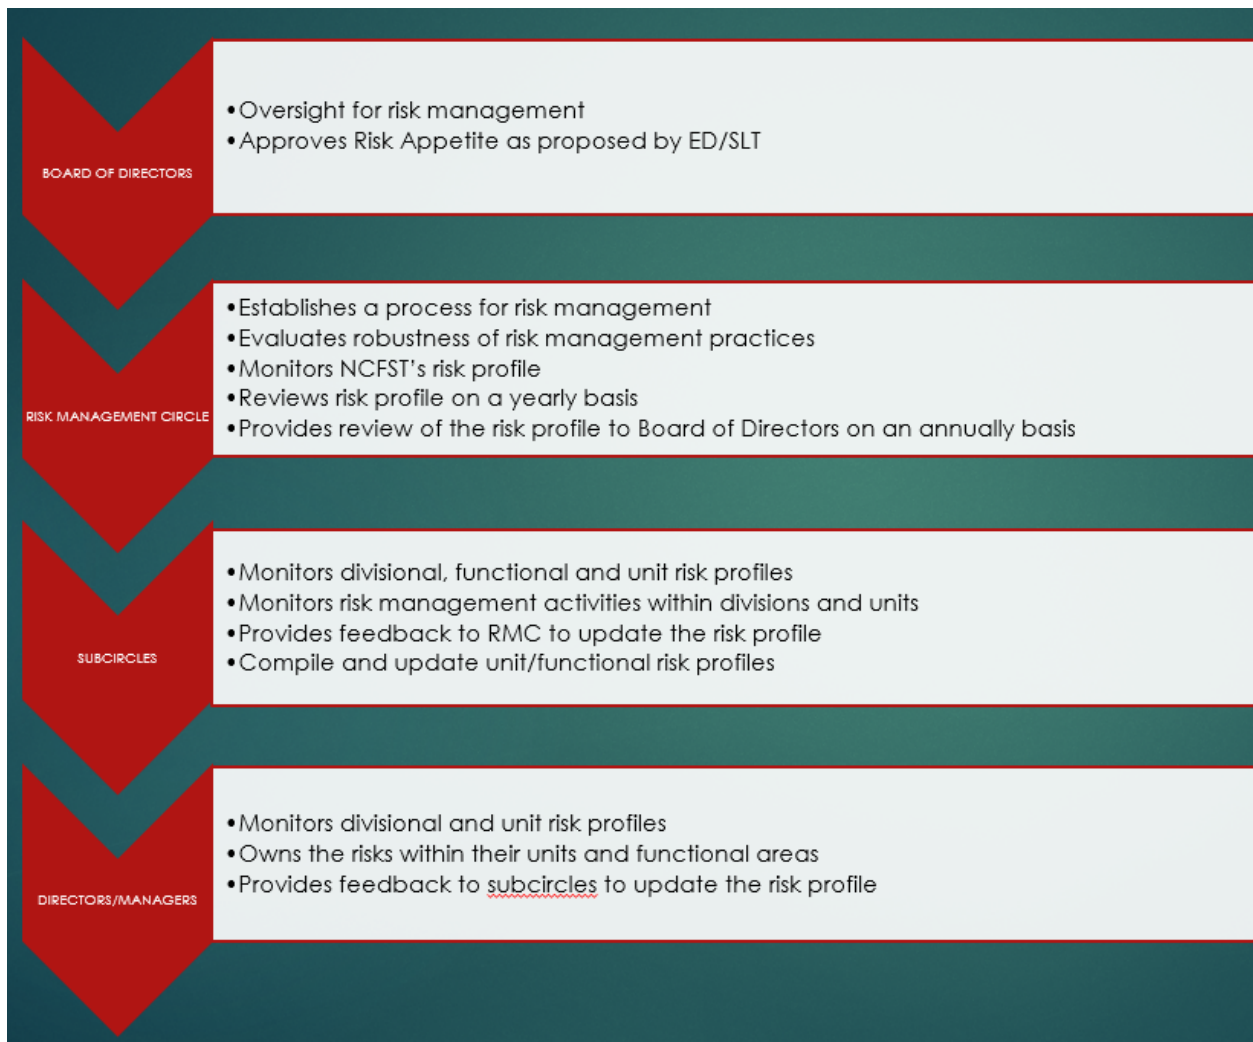 BOARD OF DIRECTORS
•Oversight for risk management
•Approves Risk Appetite as proposed by ED/SLT
RISK MANAGEMENT CIRCLE
•Establishes a process for risk management
•Evaluates robustness of risk management practices
•Monitors NCFST’s risk profile
•Reviews risk profile on a yearly basis
•Provides review of the risk profile to Board of Directors on an annually basis
SUBCIRCLES
•Monitors divisional, functional and unit risk profiles
•Monitors risk management activities within divisions and units
•Provides feedback to RMC to update the risk profile
•Compile and update unit/functional risk profiles
DIRECTORS/MANAGERS
•Monitors divisional and unit risk profiles
•Owns the risks within their units and functional areas
•Provides feedback to subcircles to update the risk profile